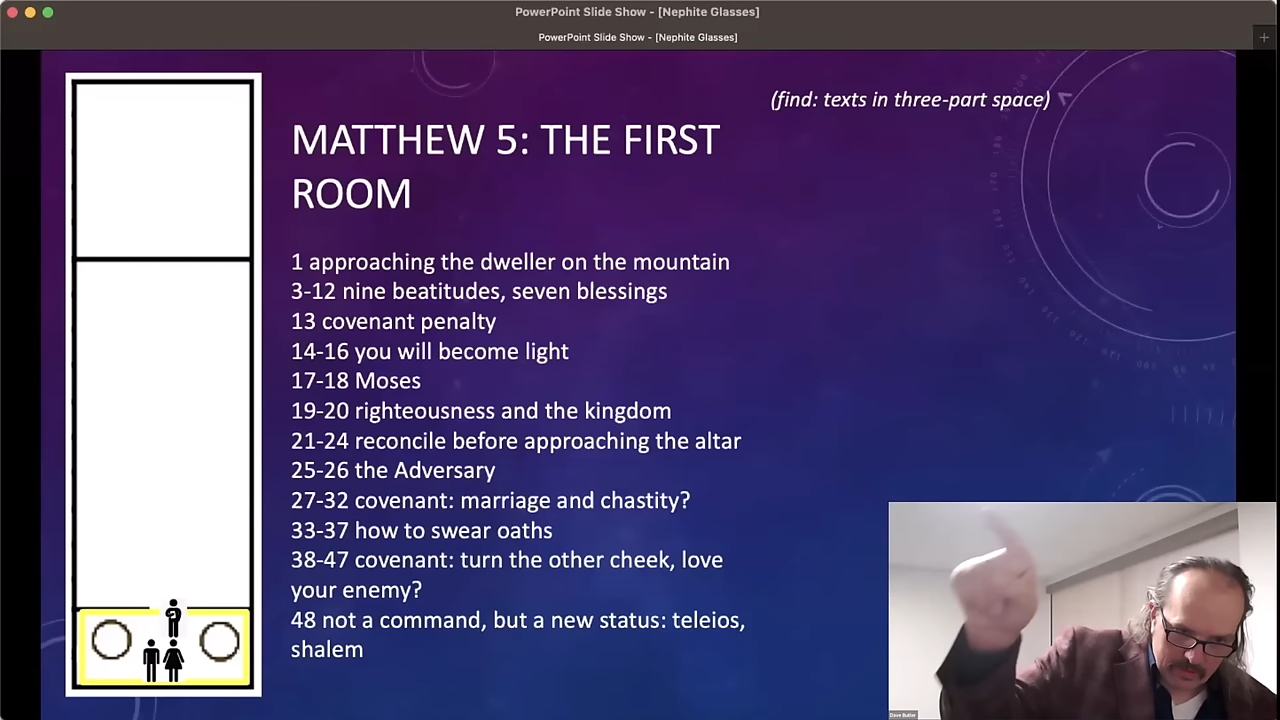 PowerPoint Slide Show - [Nephite Glasses]
PowerPoint Slide Show - [Nephite Glasses]
(find: texts in three-part space)
MATTHEW 5: THE FIRST
ROOM
1 approaching the dweller on the mountain
3-12 nine beatitudes, seven blessings
13 covenant penalty
14-16 you will become light
17-18 Moses
19-20 righteousness and the kingdom
21-24 reconcile before approaching the altar
25-26 the Adversary
27-32 covenant: marriage and chastity?
33-37 how to swear oaths
38-47 covenant: turn the other cheek, love
your enemy?
48 not a command, but a new status: teleios,
shalem
Dave Butler